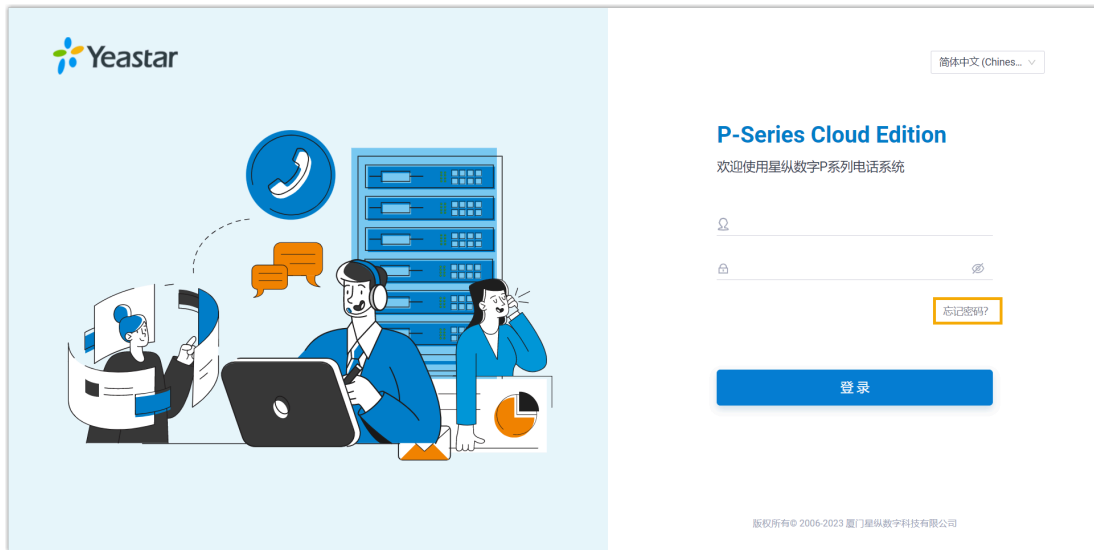 Yeastar
简体中文 (Chines...
P-Series Cloud Edition
欢迎使用星纵数字P系列电话系统
忘记密码?
登录
版权所有© 2006-2023 厦门星纵数字科技有限公司